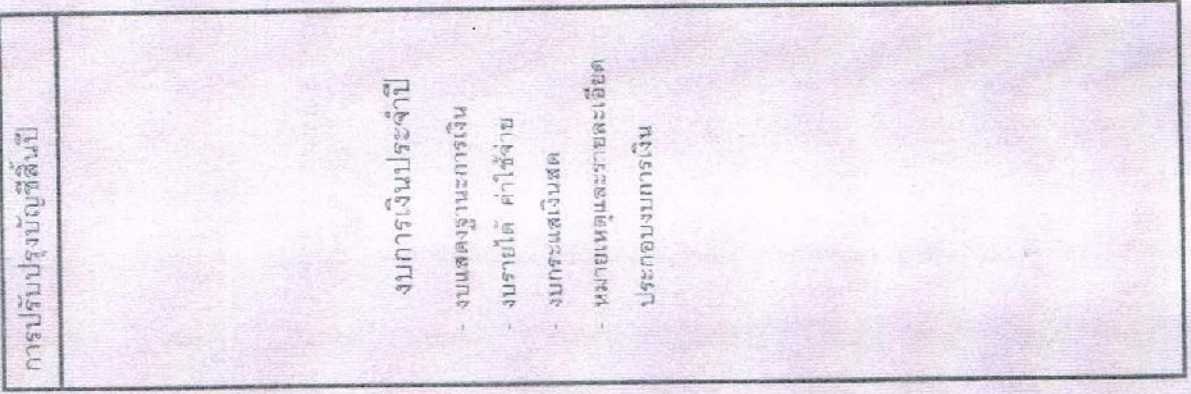 การปรับปรุงบัญชีสิ้นปี
งบการเงินประจำปี
- งบแสดงฐานะการเงิน
- งบรายได้ ค่าใช้จ่าย
- งบกระแสเงินสด
- หมายเหตุและรายละเอียด
ประกอบงบการเงิน